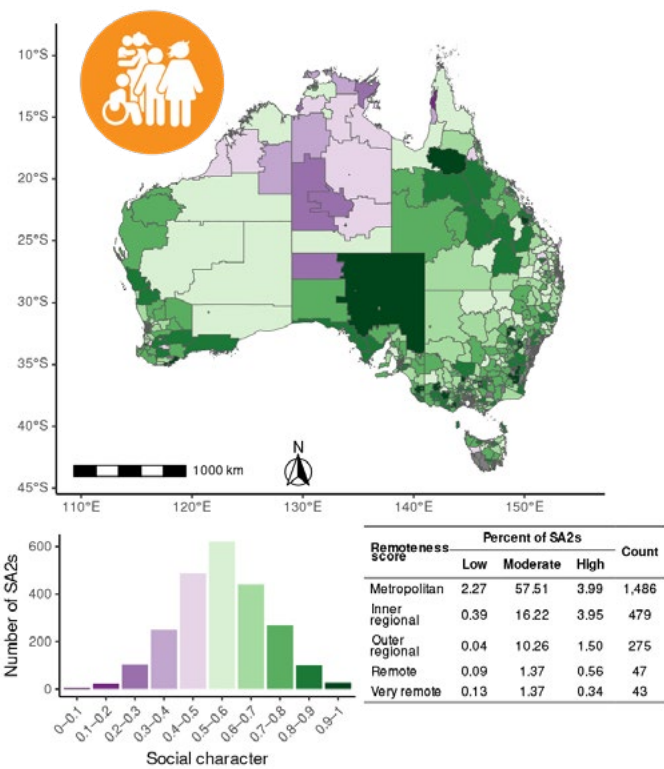 10°S
15°S
20°S
25°S
30°S
35°S
40°S
45°S
N
1000 km
110°E 120°E 130°E 140°E 150°E
Number of SA2s
600
400
200
0
0–0.1 0.1–0.2 0.2–0.3 0.3–0.4 0.4–0.5 0.5–0.6 0.6–0.7 0.7–0.8 0.8–0.9 0.9–1
Social character
Remoteness score Percent of SA2s Count
Low Moderate High
Metropolitan 2.27 57.51 3.99 1,486
Inner regional 0.39 16.22 3.95 479
Outer regional 0.04 10.26 1.50 275
Remote 0.09 1.37 0.56 47
Very remote 0.13 1.37 0.34 43